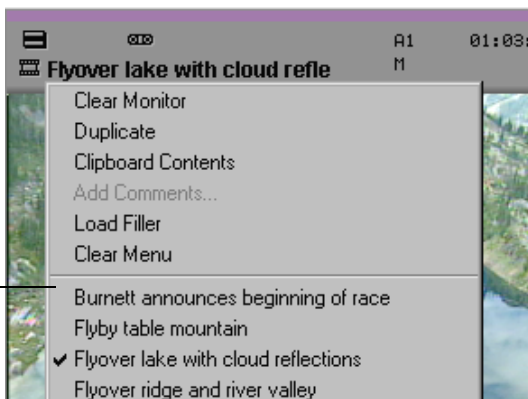 A1 01:03:
Flyover lake with cloud refle M
Clear Monitor
Duplicate
Clipboard Contents
Add Comments...
Load Filler
Clear Menu
Burnett announces beginning of race
Flyby table mountain
Flyover lake with cloud reflections
Flyover ridge and river valley